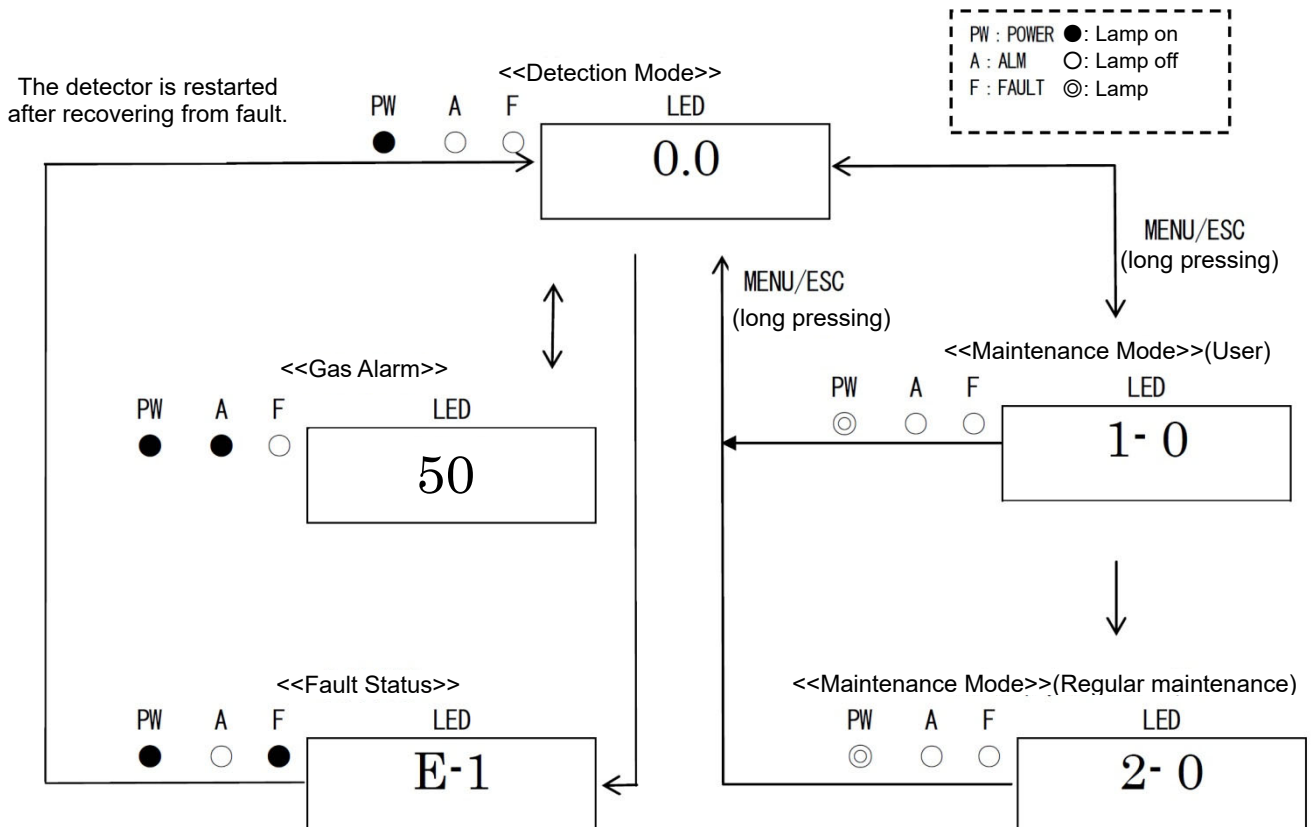 PW : POWER ●: Lamp on
A : ALM ○: Lamp off
F : FAULT ◎: Lamp
The detector is restarted
after recovering from fault.
<<Detection Mode>>
PW A F LED
0.0
MENU/ESC
(long pressing)
MENU/ESC
(long pressing)
<<Gas Alarm>>
PW A F LED
50
<<Maintenance Mode>>(User)
PW A F LED
1- 0
<<Fault Status>>
PW A F LED
E-1
<<Maintenance Mode>>(Regular maintenance)
PW A F LED
2- 0